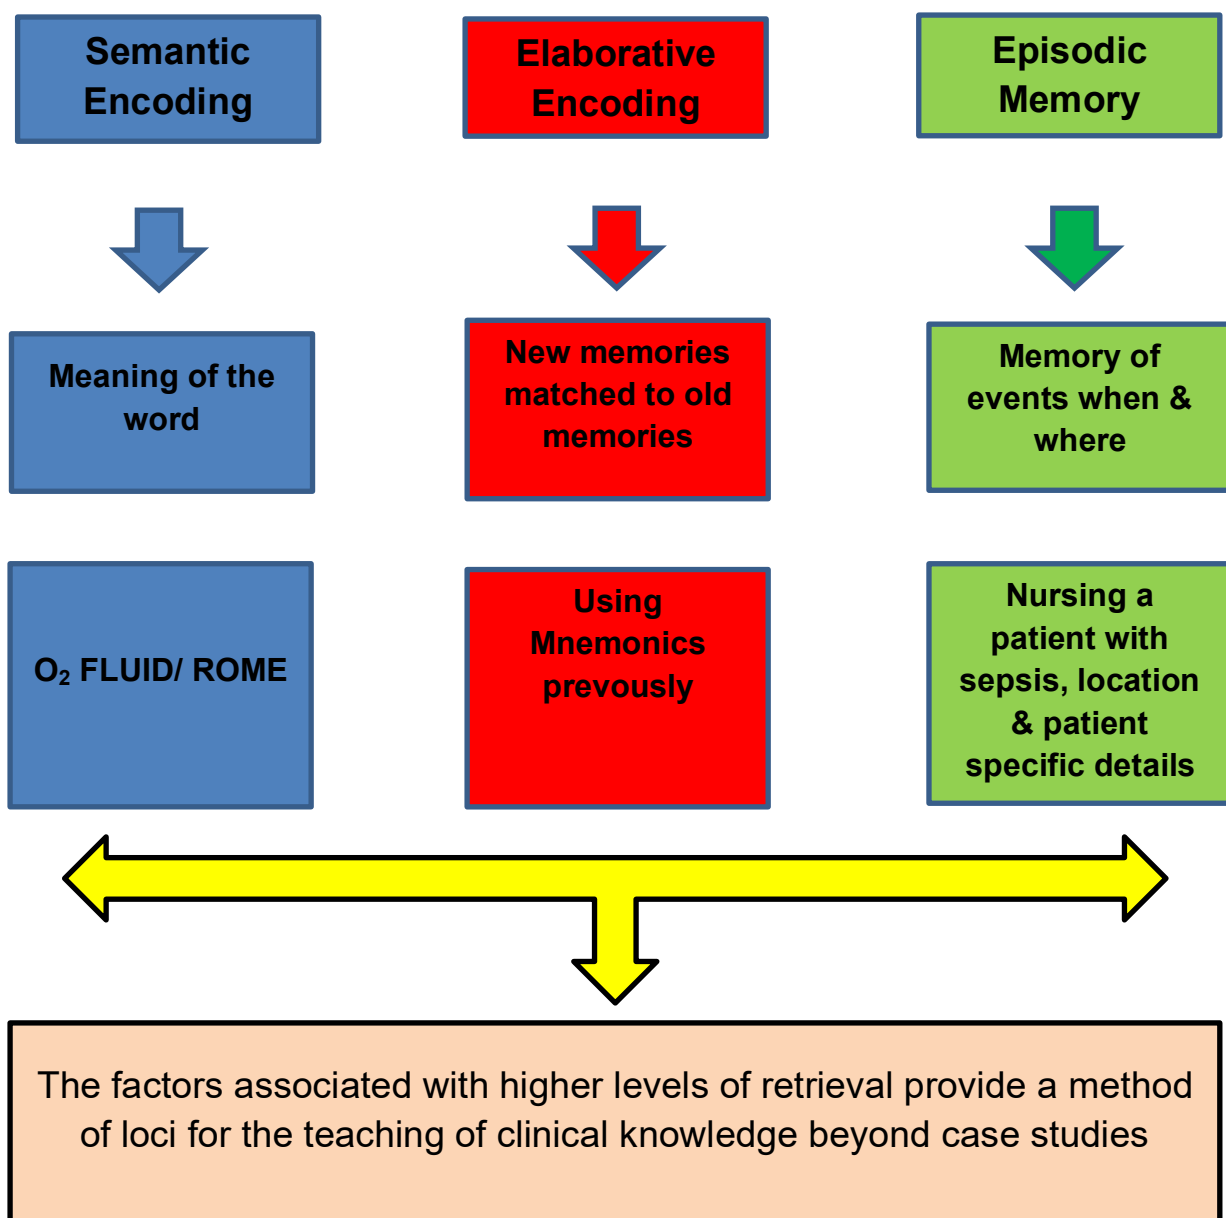 Semantic
Encoding
Elaborative
Encoding
Episodic
Memory
Meaning of the
word
New memories
matched to old
memories
Memory of
events when &
where
O₂ FLUID/ ROME
Using
Mnemonics
prevously
Nursing a
patient with
sepsis, location
& patient
specific details
The factors associated with higher levels of retrieval provide a method
of loci for the teaching of clinical knowledge beyond case studies